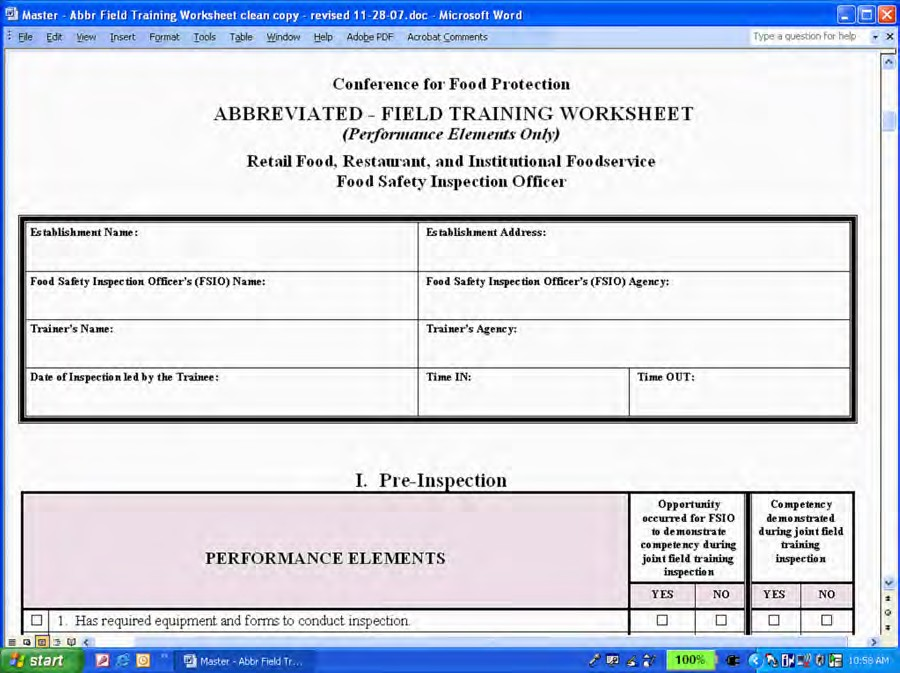 Master - Abbr Field Training Worksheet clean copy - revised 11-28-07.doc - Microsoft Word
File Edit View Insert Format Tools Table Window Help Adobe PDF Acrobat Comments Type a question for help
Conference for Food Protection
ABBREVIATED - FIELD TRAINING WORKSHEET
(Performance Elements Only)
Retail Food, Restaurant, and Institutional Foodservice
Food Safety Inspection Officer
Establishment Name: Establishment Address:
Food Safety Inspection Officer's (FSIO) Name: Food Safety Inspection Officer's (FSIO) Agency:
Trainer's Name: Trainer's Agency:
Date of Inspection led by the Trainee: Time IN: Time OUT:
I. Pre-Inspection
PERFORMANCE ELEMENTS
Opportunity
occurred for FSIO
to demonstrate
competency during
joint field training
inspection
Competency
demonstrated
during joint field
training
inspection
YES NO YES NO
1. Has required equipment and forms to conduct inspection.
start Master - Abbr Field Tr... 100% 10:58 AM